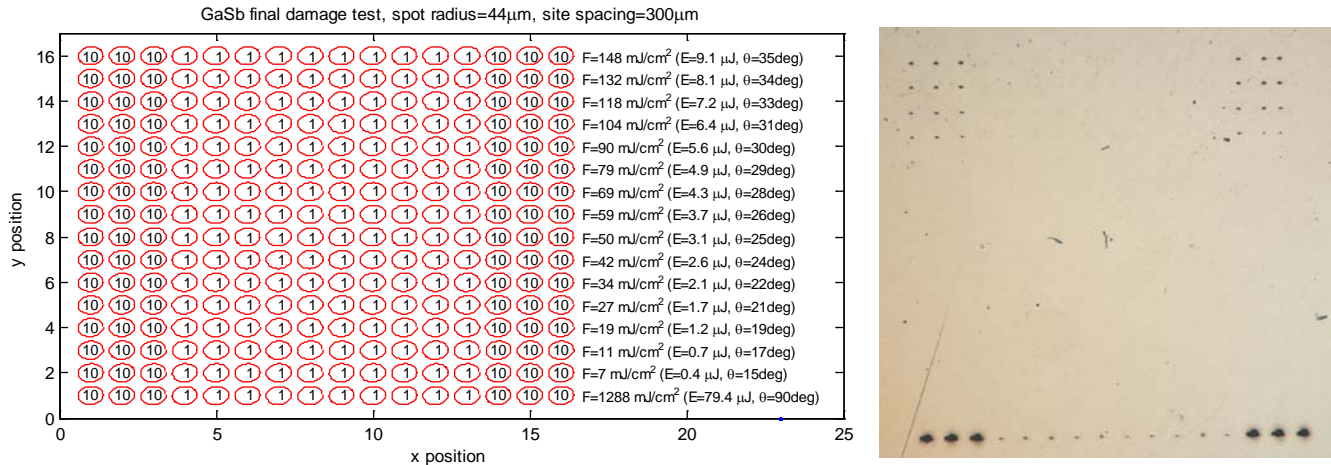 GaSb final damage test, spot radius=44μm, site spacing=300μm
16
10 10 10 1 1 1 1 1 1 1 1 1 1 10 10 10 F=148 mJ/cm² (E=9.1 μJ, θ=35deg)
10 10 10 1 1 1 1 1 1 1 1 1 1 10 10 10 F=132 mJ/cm² (E=8.1 μJ, θ=34deg)
14
10 10 10 1 1 1 1 1 1 1 1 1 1 10 10 10 F=118 mJ/cm² (E=7.2 μJ, θ=33deg)
10 10 10 1 1 1 1 1 1 1 1 1 1 10 10 10 F=104 mJ/cm² (E=6.4 μJ, θ=31deg)
12
10 10 10 1 1 1 1 1 1 1 1 1 1 10 10 10 F=90 mJ/cm² (E=5.6 μJ, θ=30deg)
10 10 10 1 1 1 1 1 1 1 1 1 1 10 10 10 F=79 mJ/cm² (E=4.9 μJ, θ=29deg)
10
10 10 10 1 1 1 1 1 1 1 1 1 1 10 10 10 F=69 mJ/cm² (E=4.3 μJ, θ=28deg)
10 10 10 1 1 1 1 1 1 1 1 1 1 10 10 10 F=59 mJ/cm² (E=3.7 μJ, θ=26deg)
8
10 10 10 1 1 1 1 1 1 1 1 1 1 10 10 10 F=50 mJ/cm² (E=3.1 μJ, θ=25deg)
10 10 10 1 1 1 1 1 1 1 1 1 1 10 10 10 F=42 mJ/cm² (E=2.6 μJ, θ=24deg)
6
10 10 10 1 1 1 1 1 1 1 1 1 1 10 10 10 F=34 mJ/cm² (E=2.1 μJ, θ=22deg)
10 10 10 1 1 1 1 1 1 1 1 1 1 10 10 10 F=27 mJ/cm² (E=1.7 μJ, θ=21deg)
4
10 10 10 1 1 1 1 1 1 1 1 1 1 10 10 10 F=19 mJ/cm² (E=1.2 μJ, θ=19deg)
10 10 10 1 1 1 1 1 1 1 1 1 1 10 10 10 F=11 mJ/cm² (E=0.7 μJ, θ=17deg)
2
10 10 10 1 1 1 1 1 1 1 1 1 1 10 10 10 F=7 mJ/cm² (E=0.4 μJ, θ=15deg)
10 10 10 1 1 1 1 1 1 1 1 1 1 10 10 10 F=1288 mJ/cm² (E=79.4 μJ, θ=90deg)
0
y position
0 5 10 15 20 25
x position